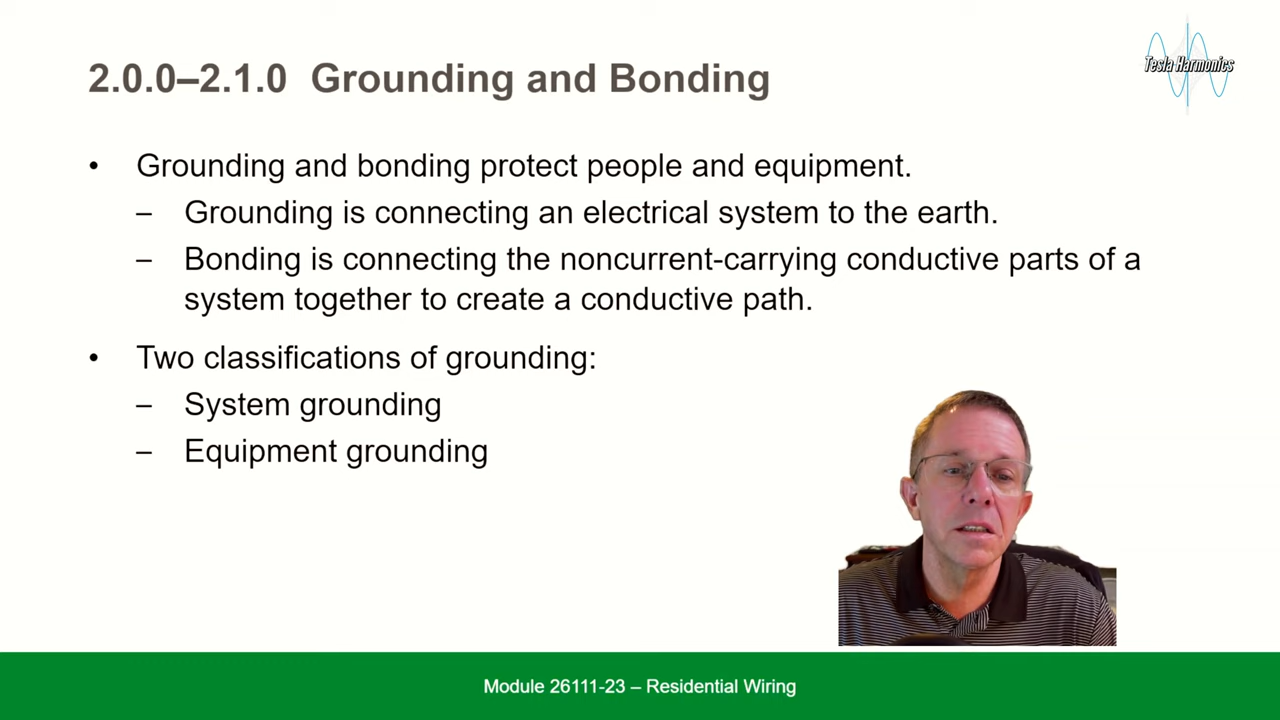 2.0.0–2.1.0 Grounding and Bonding
Tesla Harmonics
• Grounding and bonding protect people and equipment.
– Grounding is connecting an electrical system to the earth.
– Bonding is connecting the noncurrent-carrying conductive parts of a
system together to create a conductive path.
• Two classifications of grounding:
– System grounding
– Equipment grounding
Module 26111-23 – Residential Wiring